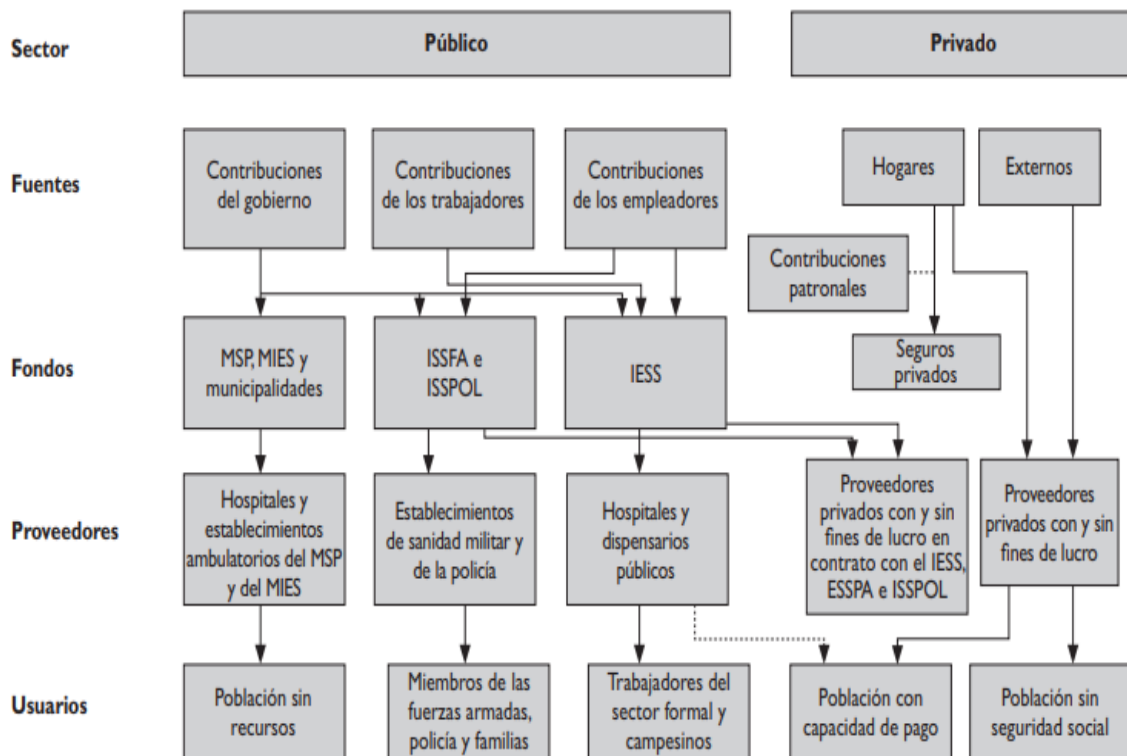 Sector
Público
Privado
Fuentes
Contribuciones
del gobierno
Contribuciones
de los trabajadores
Contribuciones
de los empleadores
Hogares
Externos
Contribuciones
patronales
Fondos
MSP, MIES y
municipalidades
ISSFA e
ISSPOL
IESS
Seguros
privados
Proveedores
Hospitales y
establecimientos
ambulatorios del MSP
y del MIES
Establecimientos
de sanidad militar y
de la policía
Hospitales y
dispensarios
públicos
Proveedores
privados con y sin
fines de lucro en
contrato con el IESS,
ESSPA e ISSPOL
Proveedores
privados con y sin
fines de lucro
Usuarios
Población sin
recursos
Miembros de las
fuerzas armadas,
policía y familias
Trabajadores del
sector formal y
campesinos
Población con
capacidad de pago
Población sin
seguridad social